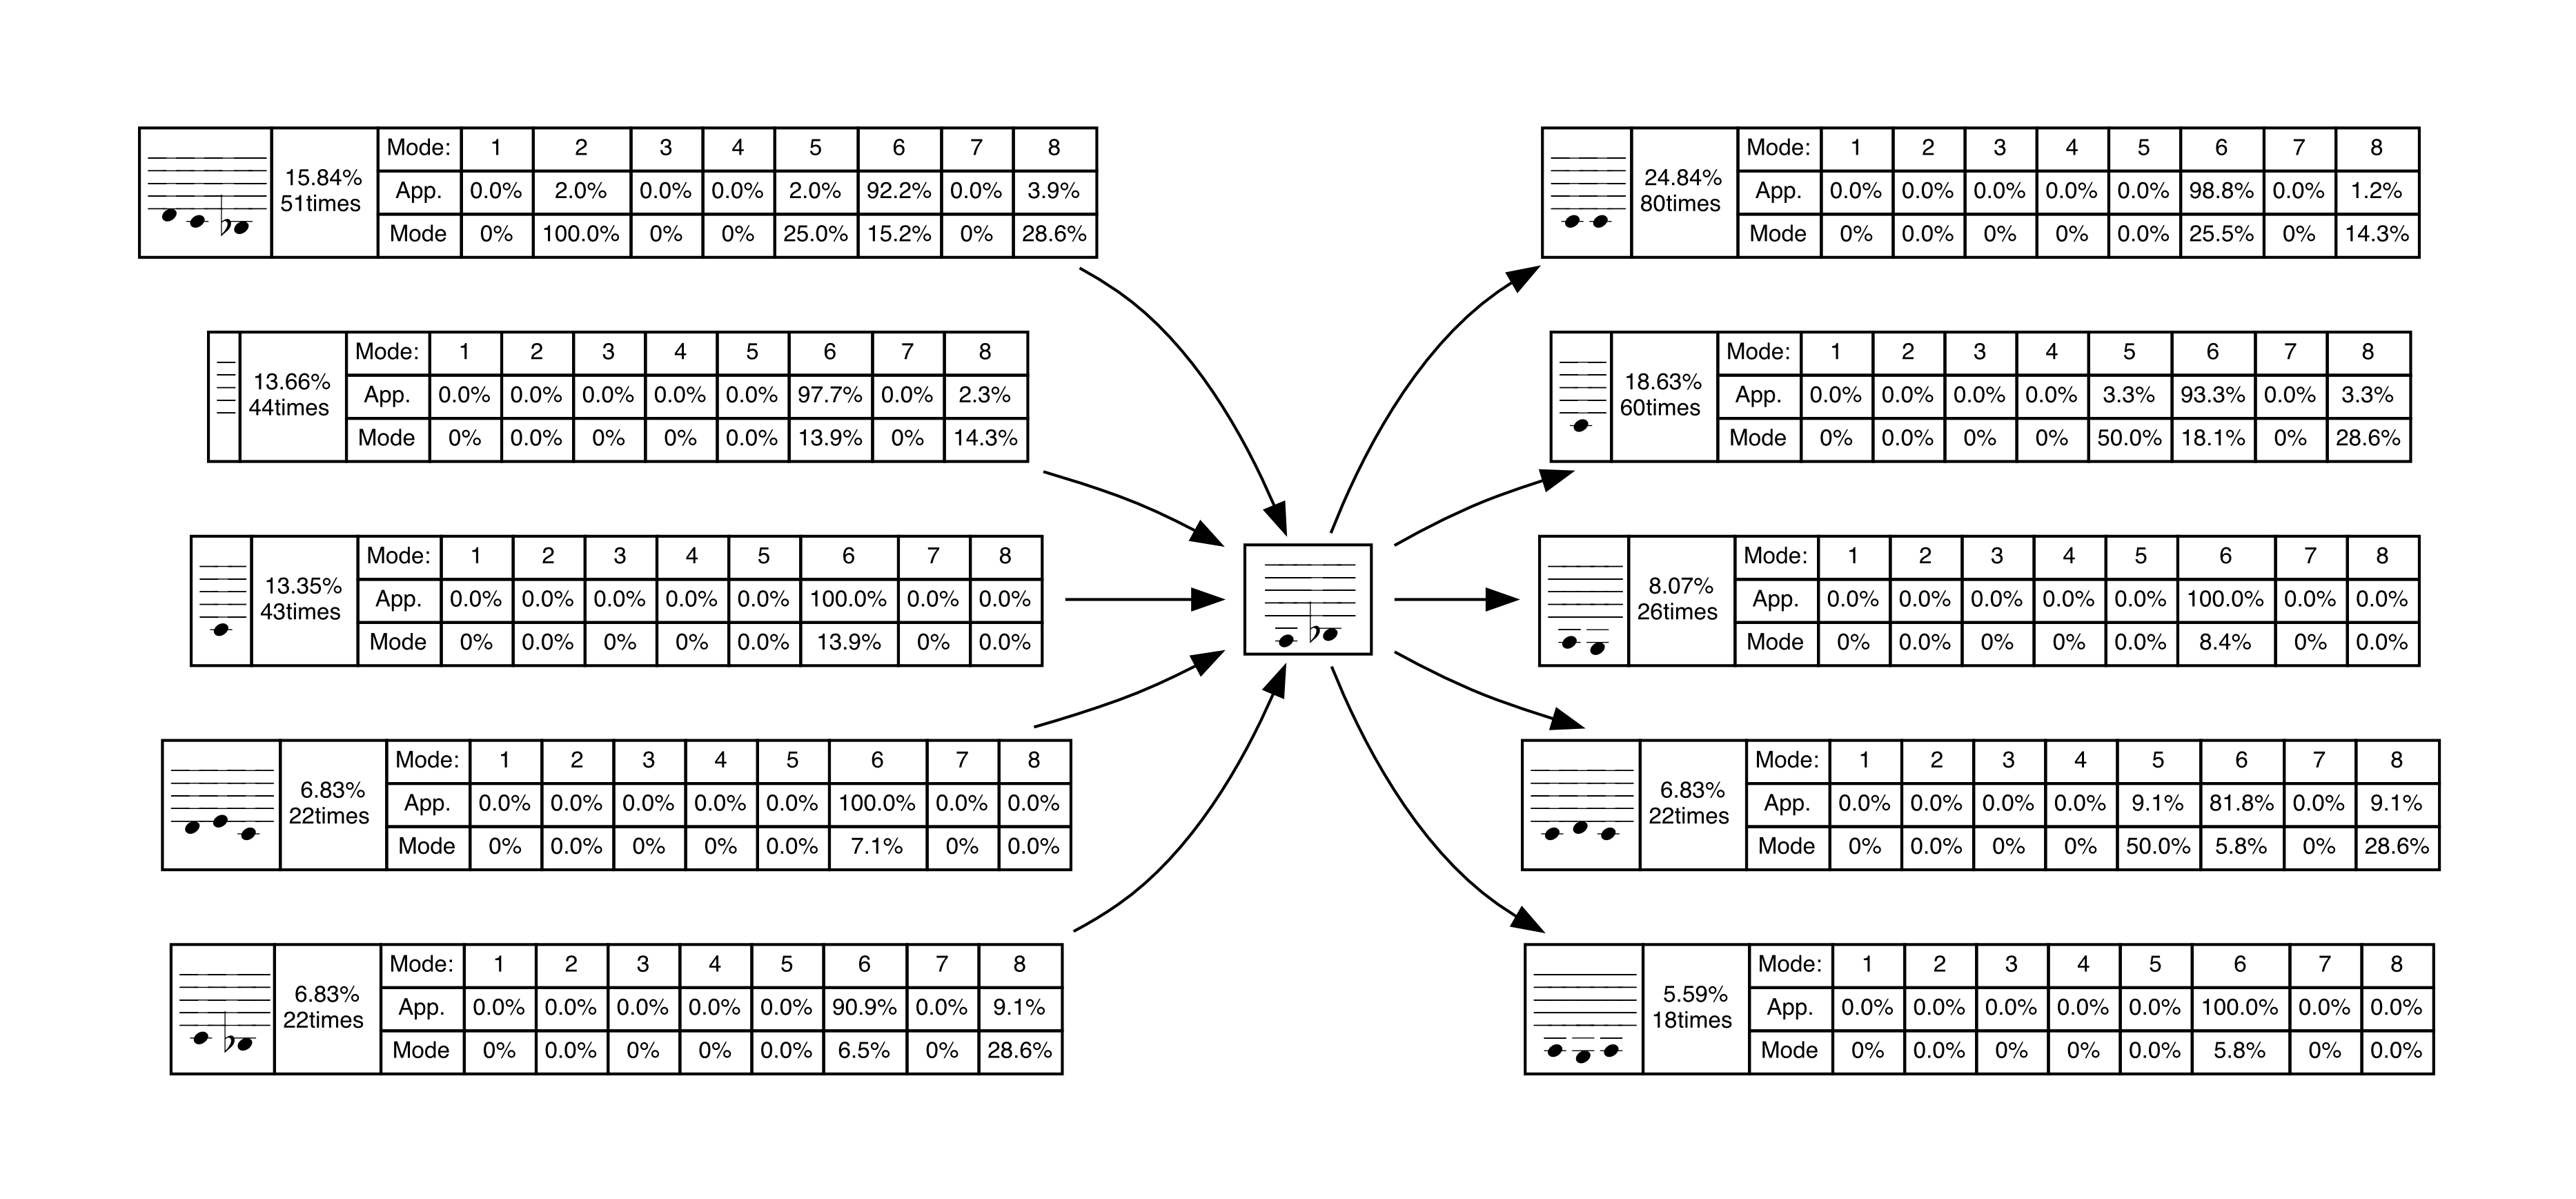 Mode: 1 2 3 4 5 6 7 8
15.84%
51times
App. 0.0% 2.0% 0.0% 0.0% 2.0% 92.2% 0.0% 3.9%
Mode 0% 100.0% 0% 0% 25.0% 15.2% 0% 28.6%
Mode: 1 2 3 4 5 6 7 8
13.66%
44times
App. 0.0% 0.0% 0.0% 0.0% 0.0% 97.7% 0.0% 2.3%
Mode 0% 0.0% 0% 0% 0.0% 13.9% 0% 14.3%
Mode: 1 2 3 4 5 6 7 8
13.35%
43times
App. 0.0% 0.0% 0.0% 0.0% 0.0% 100.0% 0.0% 0.0%
Mode 0% 0.0% 0% 0% 0.0% 13.9% 0% 0.0%
Mode: 1 2 3 4 5 6 7 8
6.83%
22times
App. 0.0% 0.0% 0.0% 0.0% 0.0% 100.0% 0.0% 0.0%
Mode 0% 0.0% 0% 0% 0.0% 7.1% 0% 0.0%
Mode: 1 2 3 4 5 6 7 8
6.83%
22times
App. 0.0% 0.0% 0.0% 0.0% 0.0% 90.9% 0.0% 9.1%
Mode 0% 0.0% 0% 0% 0.0% 6.5% 0% 28.6%
Mode: 1 2 3 4 5 6 7 8
24.84%
80times
App. 0.0% 0.0% 0.0% 0.0% 0.0% 98.8% 0.0% 1.2%
Mode 0% 0.0% 0% 0% 0.0% 25.5% 0% 14.3%
Mode: 1 2 3 4 5 6 7 8
18.63%
60times
App. 0.0% 0.0% 0.0% 0.0% 3.3% 93.3% 0.0% 3.3%
Mode 0% 0.0% 0% 0% 50.0% 18.1% 0% 28.6%
Mode: 1 2 3 4 5 6 7 8
8.07%
26times
App. 0.0% 0.0% 0.0% 0.0% 0.0% 100.0% 0.0% 0.0%
Mode 0% 0.0% 0% 0% 0.0% 8.4% 0% 0.0%
Mode: 1 2 3 4 5 6 7 8
6.83%
22times
App. 0.0% 0.0% 0.0% 0.0% 9.1% 81.8% 0.0% 9.1%
Mode 0% 0.0% 0% 0% 50.0% 5.8% 0% 28.6%
Mode: 1 2 3 4 5 6 7 8
5.59%
18times
App. 0.0% 0.0% 0.0% 0.0% 0.0% 100.0% 0.0% 0.0%
Mode 0% 0.0% 0% 0% 0.0% 5.8% 0% 0.0%